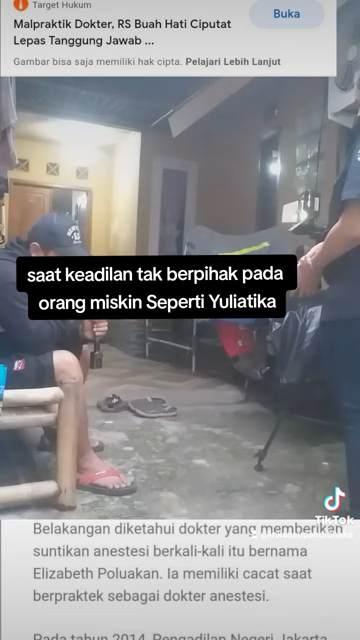 Target Hukum
Malpraktik Dokter, RS Buah Hati Ciputat
Lepas Tanggung Jawab ...
Buka
Gambar bisa saja memiliki hak cipta. Pelajari Lebih Lanjut
saat keadilan tak berpihak pada
orang miskin Seperti Yuliatika
TikTok
Belakangan diketahui dokter yang memberikan
suntikan anestesi berkali-kali itu bernama
Elizabeth Poluakan. Ia memiliki cacat saat
berpraktek sebagai dokter anestesi.
Pada tahun 2014, Pengadilan Negeri Jakarta